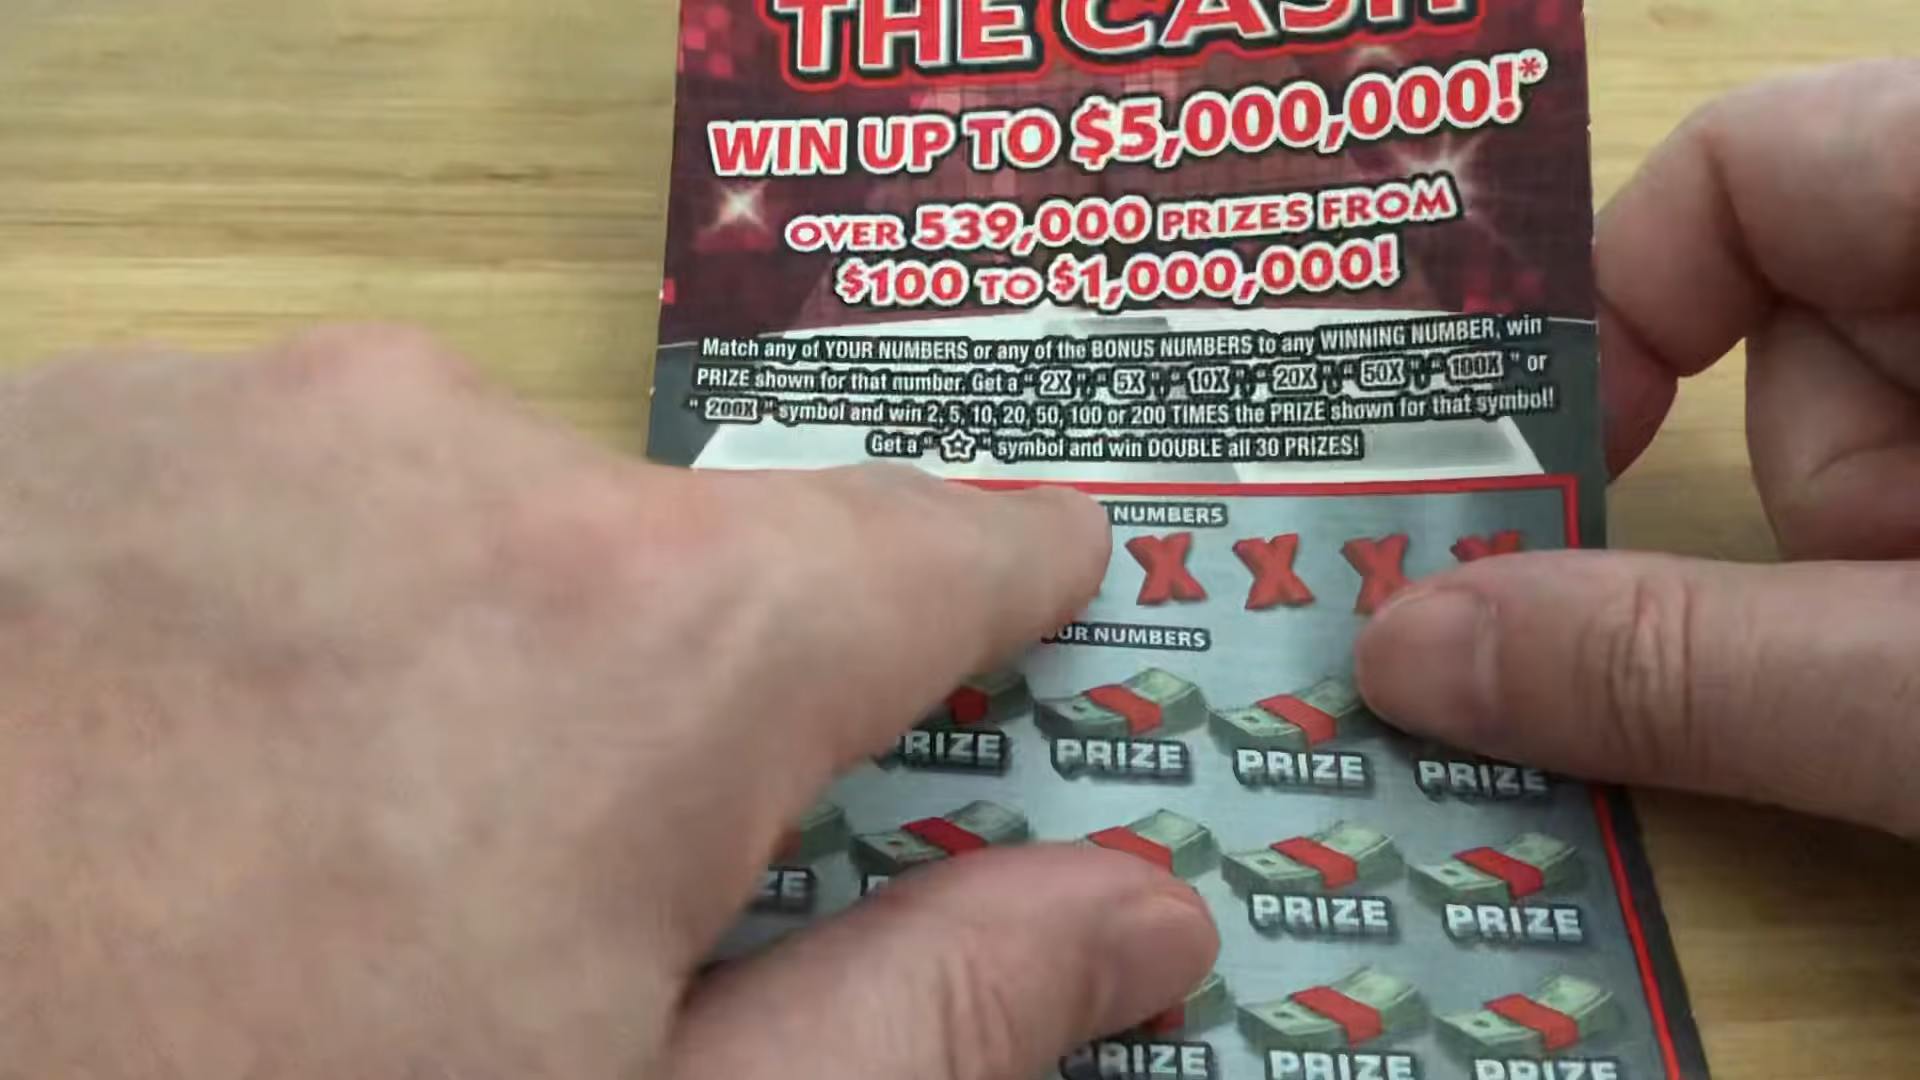 THE CASH
WIN UP TO $5,000,000!*
OVER 539,000 PRIZES FROM
$100 TO $1,000,000!
Match any of YOUR NUMBERS or any of the BONUS NUMBERS to any WINNING NUMBER, win
PRIZE shown for that number. Get a "2X", "5X", "10X", "20X", "50X", "100X" or
"200X" symbol and win 2, 5, 10, 20, 50, 100 or 200 TIMES the PRIZE shown for that symbol!
Get a "☆" symbol and win DOUBLE all 30 PRIZES!
NUMBERS
X X X X
OUR NUMBERS
RIZE PRIZE PRIZE PRIZE
ZE PRIZE PRIZE
PRIZE PRIZE PRIZE